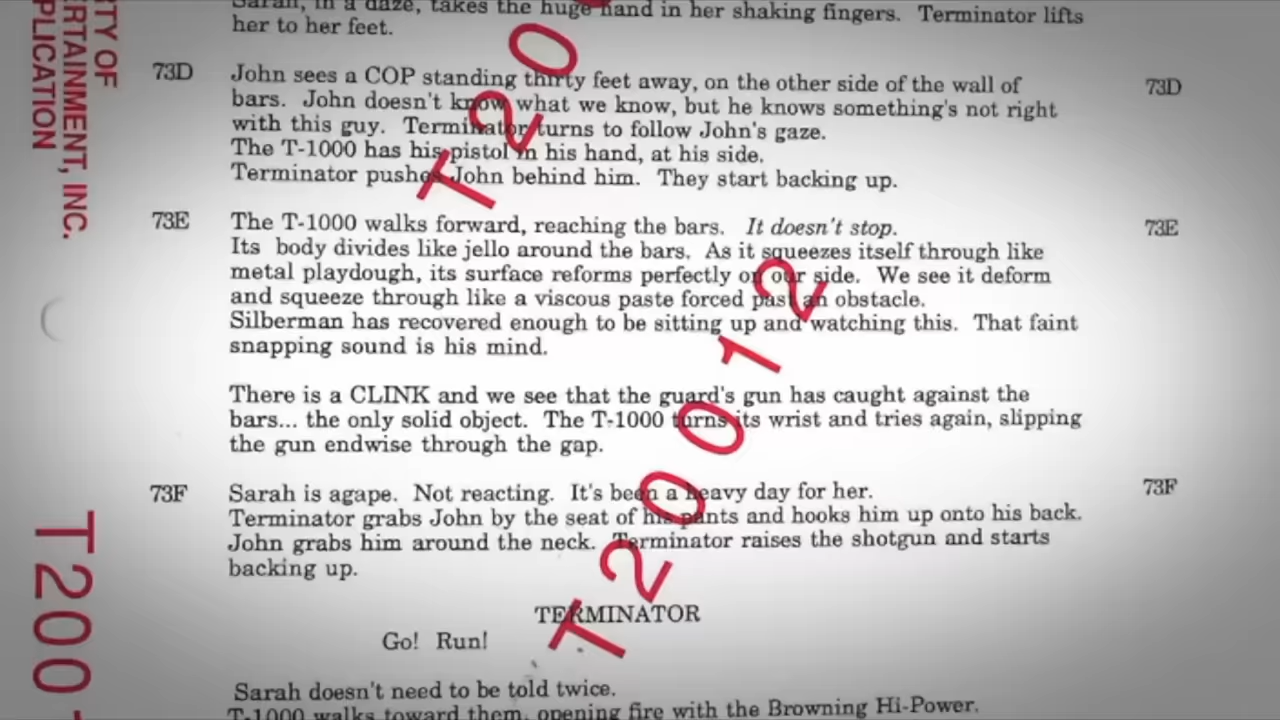 Sarah, in a daze, takes the huge hand in her shaking fingers. Terminator lifts
her to her feet.
73D John sees a COP standing thirty feet away, on the other side of the wall of 73D
bars. John doesn't know what we know, but he knows something's not right
with this guy. Terminator turns to follow John's gaze.
The T-1000 has his pistol in his hand, at his side.
Terminator pushes John behind him. They start backing up.
73E The T-1000 walks forward, reaching the bars. It doesn't stop. 73E
Its body divides like jello around the bars. As it squeezes itself through like
metal playdough, its surface reforms perfectly on our side. We see it deform
and squeeze through like a viscous paste forced past an obstacle.
Silberman has recovered enough to be sitting up and watching this. That faint
snapping sound is his mind.
There is a CLINK and we see that the guard's gun has caught against the
bars... the only solid object. The T-1000 turns its wrist and tries again, slipping
the gun endwise through the gap.
73F Sarah is agape. Not reacting. It's been a heavy day for her. 73F
Terminator grabs John by the seat of his pants and hooks him up onto his back.
John grabs him around the neck. Terminator raises the shotgun and starts
backing up.
TERMINATOR
Go! Run!
Sarah doesn't need to be told twice.
T-1000 walks toward them, opening fire with the Browning Hi-Power.
RTY OF
ERTAINMENT, INC.
PLICATION
T200
T20
T20012